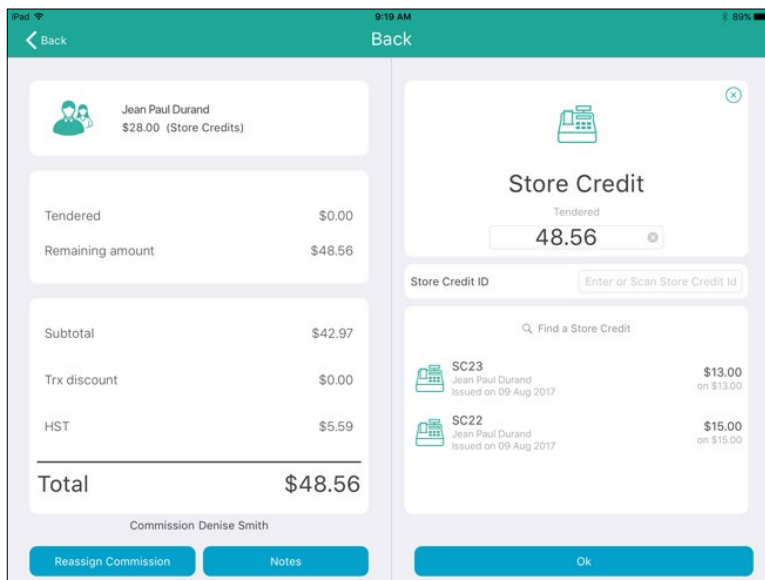 iPad 9:19 AM 89%
Back Back
Jean Paul Durand
$28.00 (Store Credits)
Tendered $0.00
Remaining amount $48.56
Subtotal $42.97
Trx discount $0.00
HST $5.59
Total $48.56
Commission Denise Smith
Reassign Commission Notes
Store Credit
Tendered
48.56
Store Credit ID Enter or Scan Store Credit Id
Find a Store Credit
SC23 $13.00
Jean Paul Durand on $13.00
Issued on 09 Aug 2017
SC22 $15.00
Jean Paul Durand on $15.00
Issued on 09 Aug 2017
Ok